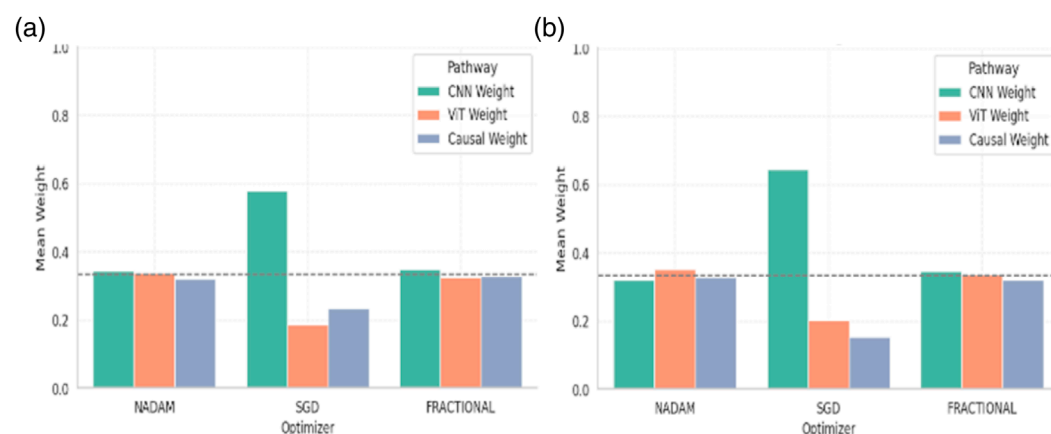 (a)
Mean Weight
1.0
0.8
0.6
0.4
0.2
0.0
Pathway
CNN Weight
ViT Weight
Causal Weight
NADAM
SGD
FRACTIONAL
Optimizer
(b)
Mean Weight
1.0
0.8
0.6
0.4
0.2
0.0
Pathway
CNN Weight
ViT Weight
Causal Weight
NADAM
SGD
FRACTIONAL
Optimizer